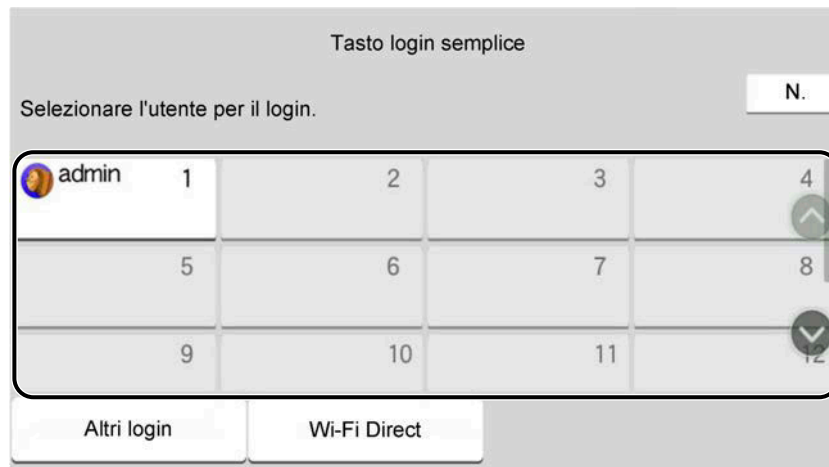 Tasto login semplice
N.
Selezionare l'utente per il login.
admin 1 2 3 4
5 6 7 8
9 10 11 12
Altri login Wi-Fi Direct